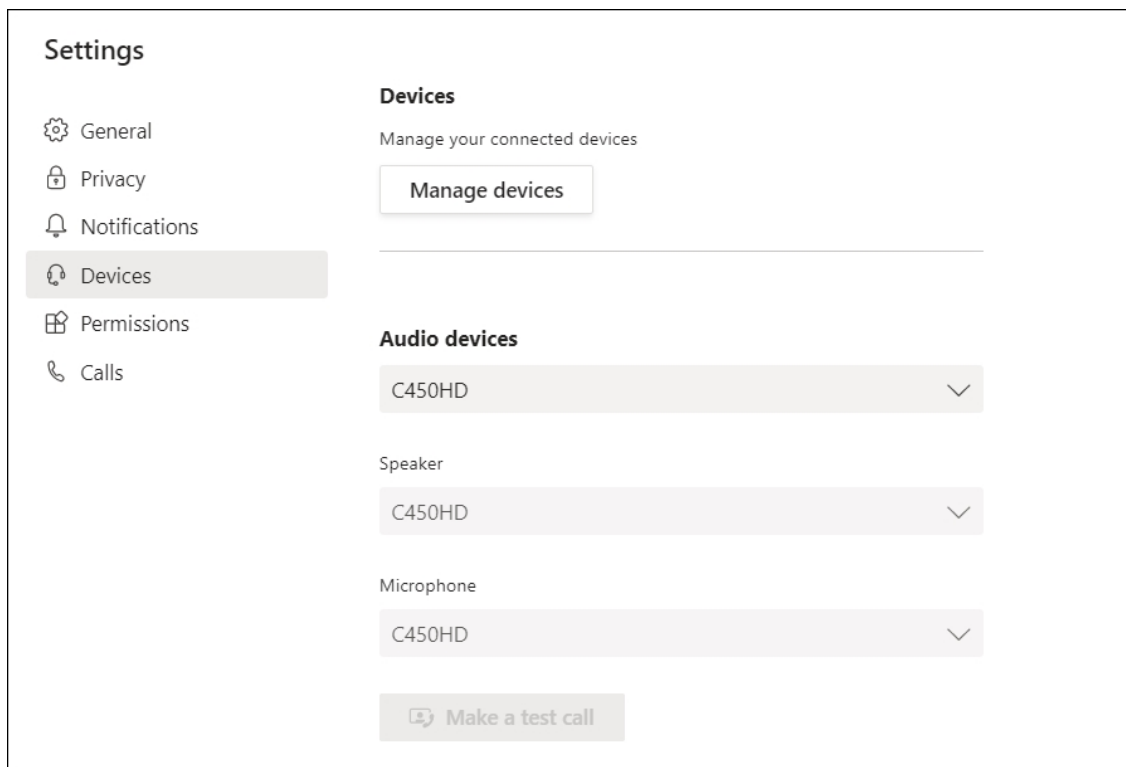 Settings
General
Privacy
Notifications
Devices
Permissions
Calls
Devices
Manage your connected devices
Manage devices
Audio devices
C450HD
Speaker
C450HD
Microphone
C450HD
Make a test call